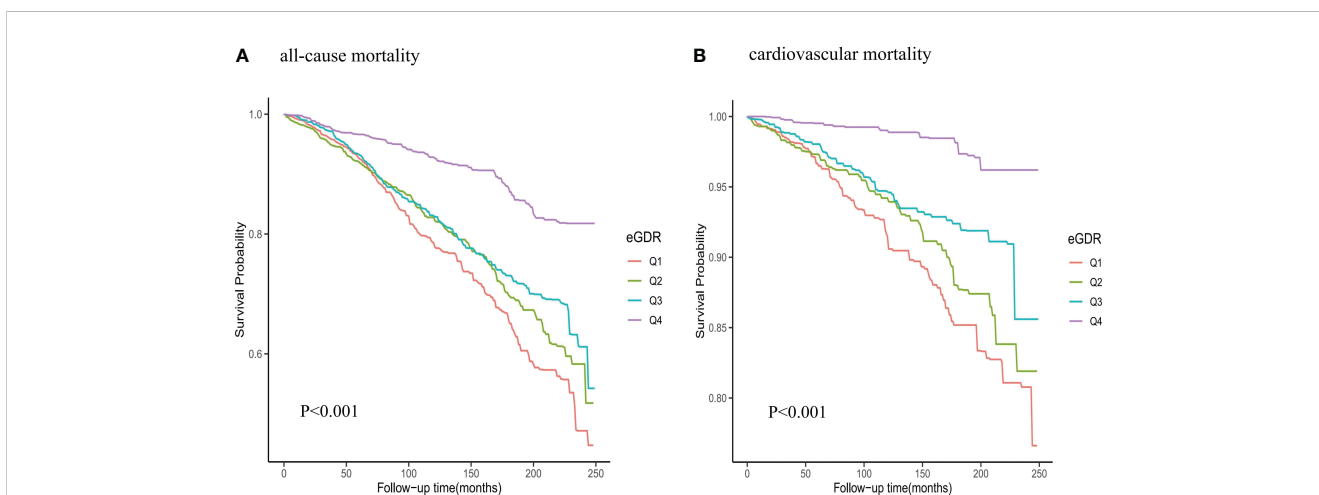 A all-cause mortality
1.0
0.8
0.6
Survival Probability
P<0.001
0 50 100 150 200 250
Follow-up time(months)
eGDR
Q1
Q2
Q3
Q4
B cardiovascular mortality
1.00
0.95
0.90
0.85
0.80
Survival Probability
P<0.001
0 50 100 150 200 250
Follow-up time(months)
eGDR
Q1
Q2
Q3
Q4